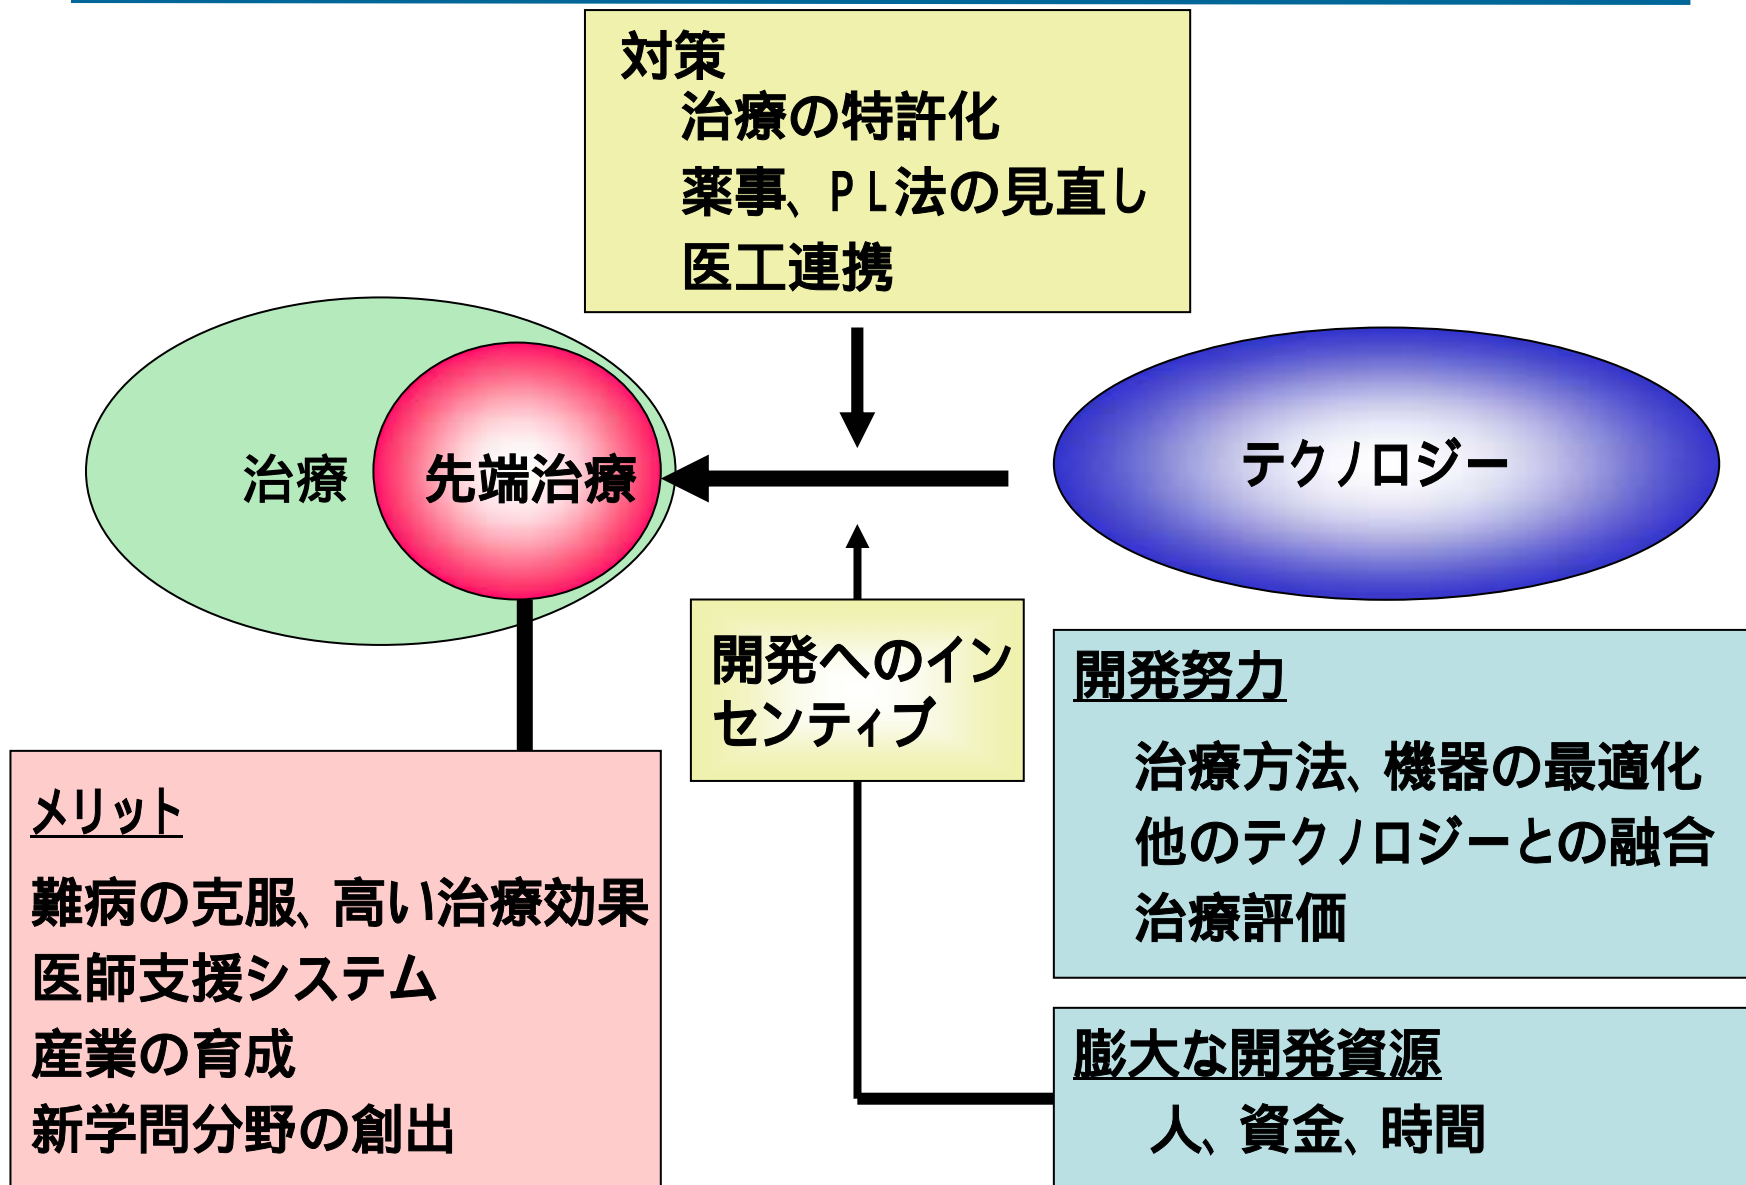 対策
治療の特許化
薬事、PL法の見直し
医工連携
治療
先端治療
テクノロジー
開発へのイン
センティブ
開発努力
治療方法、機器の最適化
他のテクノロジーとの融合
治療評価
メリット
難病の克服、高い治療効果
医師支援システム
産業の育成
新学問分野の創出
膨大な開発資源
人、資金、時間